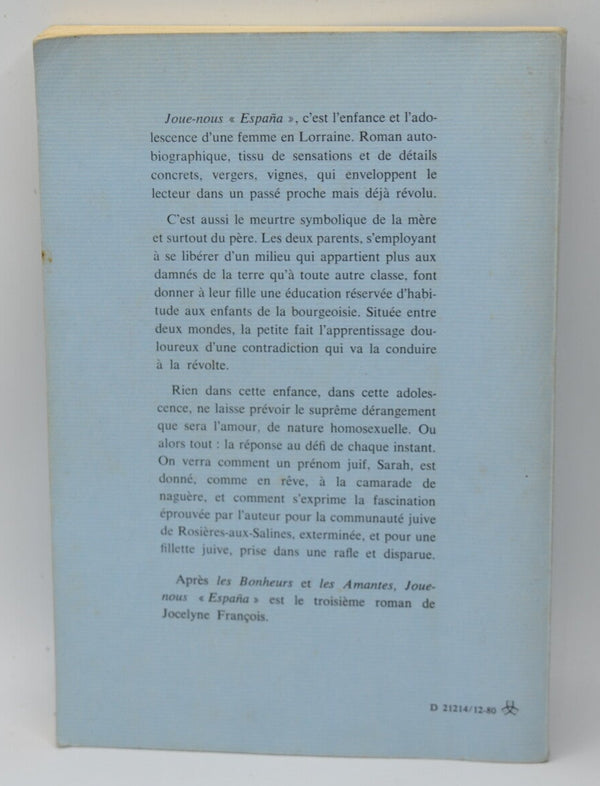 Joue-nous « España », c'est l'enfance et l'ado-
lescence d'une femme en Lorraine. Roman auto-
biographique, tissu de sensations et de détails
concrets, vergers, vignes, qui enveloppent le
lecteur dans un passé proche mais déjà révolu.
C'est aussi le meurtre symbolique de la mère
et surtout du père. Les deux parents, s'employant
à se libérer d'un milieu qui appartient plus aux
damnés de la terre qu'à toute autre classe, font
donner à leur fille une éducation réservée d'habi-
tude aux enfants de la bourgeoisie. Située entre
deux mondes, la petite fait l'apprentissage dou-
loureux d'une contradiction qui va la conduire
à la révolte.
Rien dans cette enfance, dans cette adoles-
cence, ne laisse prévoir le suprême dérangement
que sera l'amour, de nature homosexuelle. Ou
alors tout : la réponse au défi de chaque instant.
On verra comment un prénom juif, Sarah, est
donné, comme en rêve, à la camarade de
naguère, et comment s'exprime la fascination
éprouvée par l'auteur pour la communauté juive
de Rosières-aux-Salines, exterminée, et pour une
fillette juive, prise dans une rafle et disparue.
Après les Bonheurs et les Amantes, Joue-
nous « España » est le troisième roman de
Jocelyne François.
D 21214/12-80